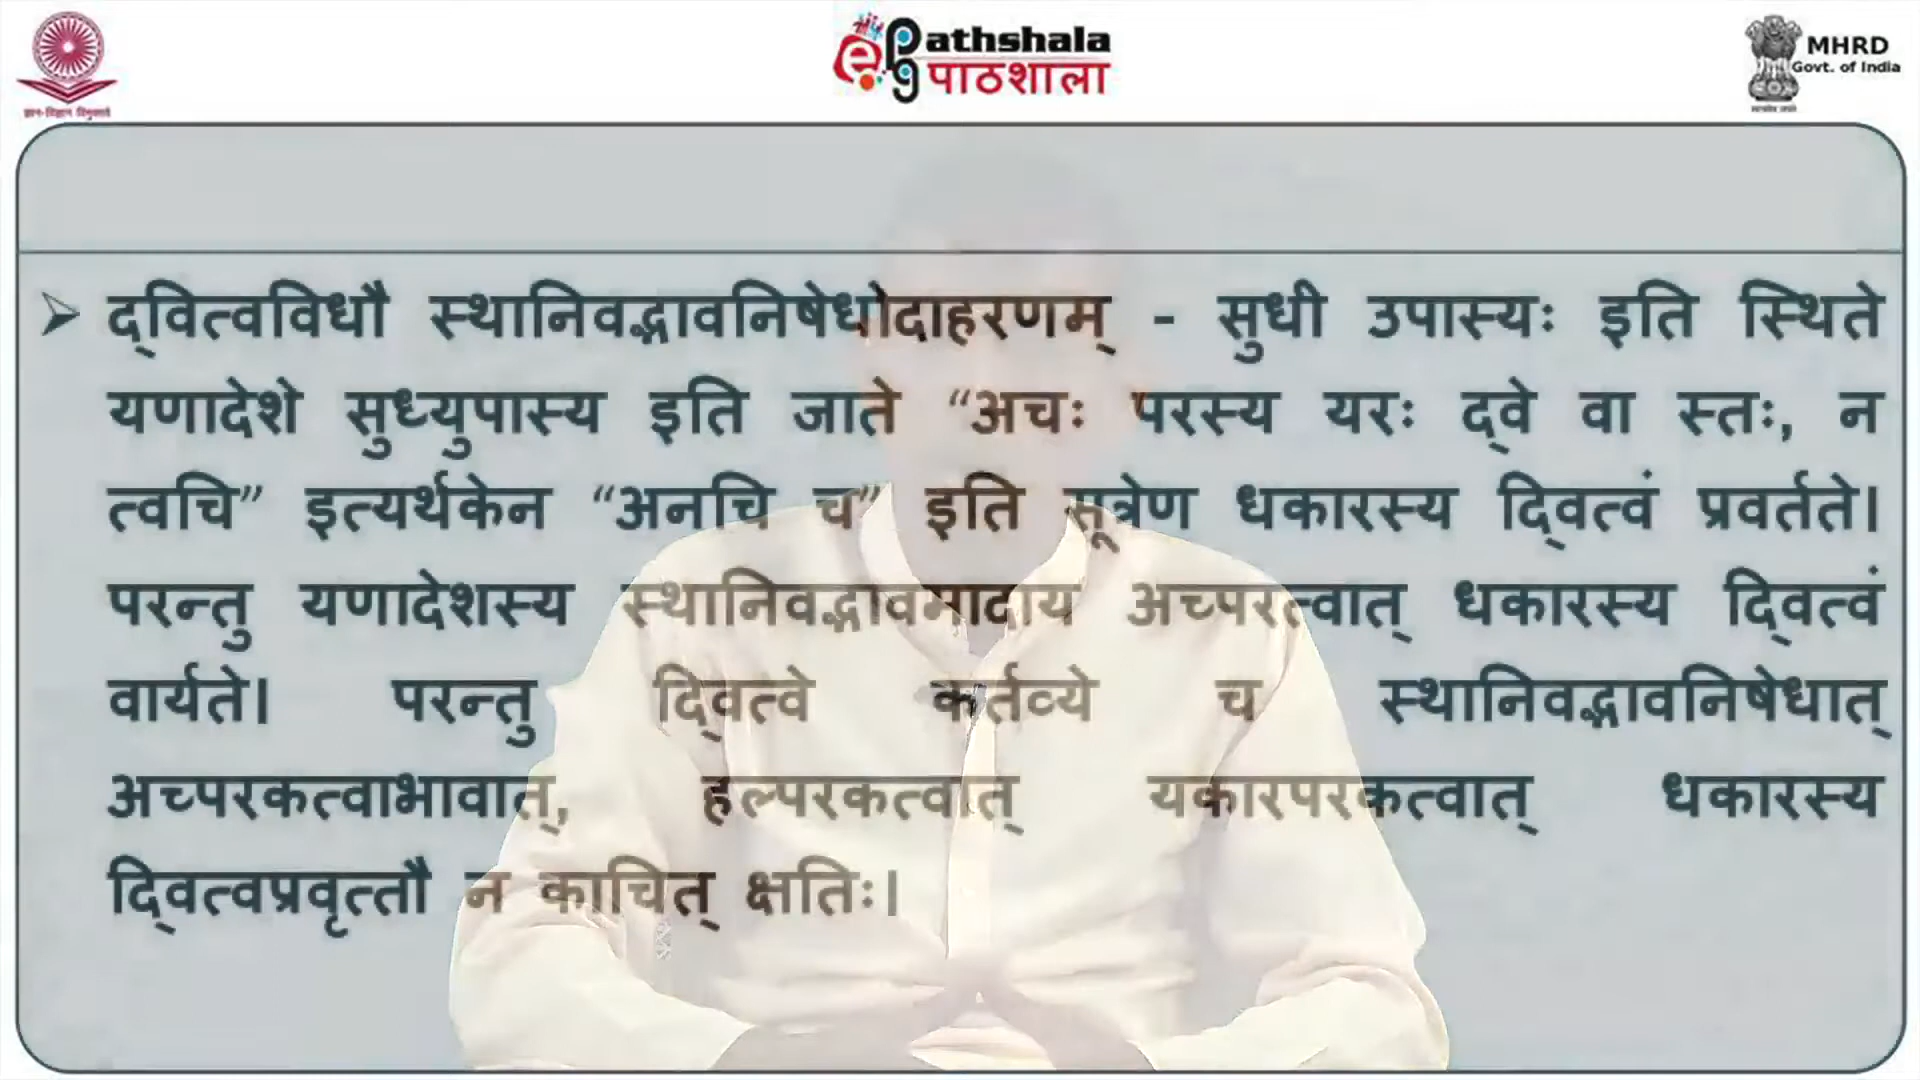 Pathshala
पाठशाला
MHRD
Govt. of India
द्वित्वविधौ स्थानिवद्भावनिषेधोदाहरणम् - सुधी उपास्यः इति स्थिते
यणादेशे सुध्युपास्य इति जाते “अचः परस्य यरः द्वे वा स्तः, न
त्वचि” इत्यर्थकेन “अनचि च” इति सूत्रेण धकारस्य द्वित्वं प्रवर्तते।
परन्तु यणादेशस्य स्थानिवद्भावमादाय अच्परत्वात् धकारस्य द्वित्वं
वार्यते। परन्तु द्वित्वे कर्तव्ये च स्थानिवद्भावनिषेधात्
अच्परकत्वाभावात्, हल्परकत्वात् यकारपरकत्वात् धकारस्य
द्वित्वप्रवृत्तौ न काचित् क्षतिः।